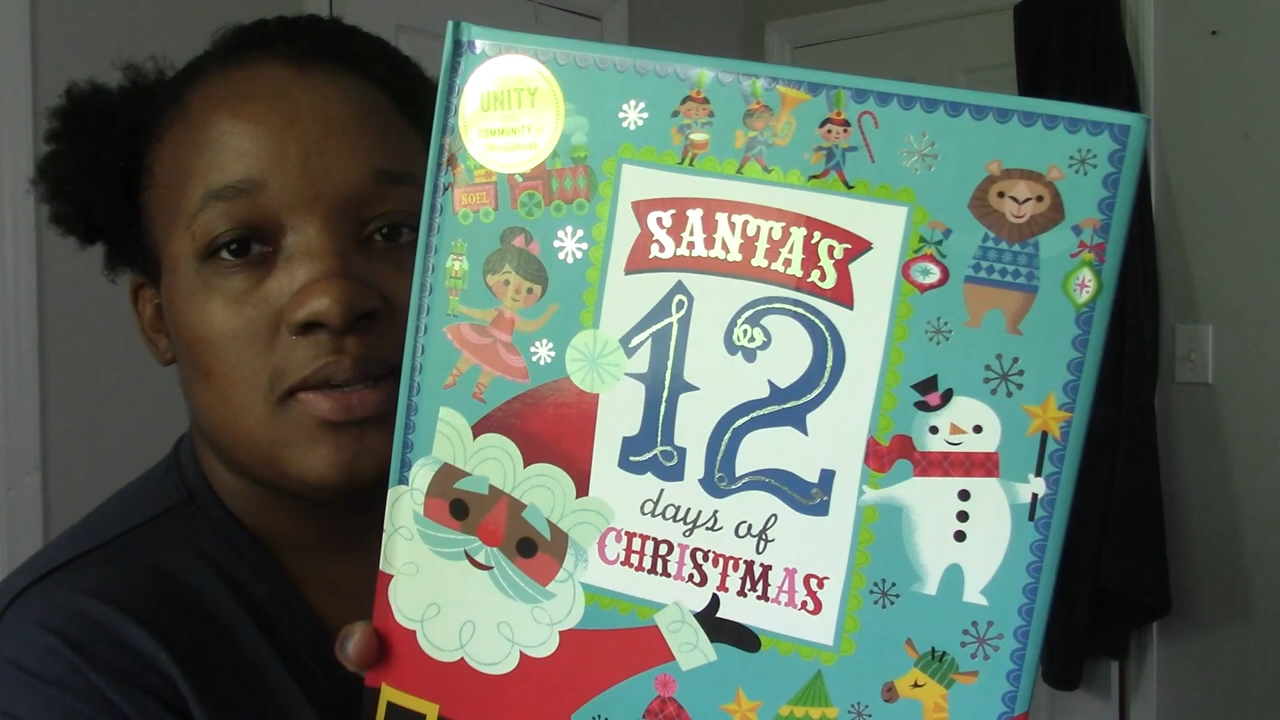 UNITY
COMMUNITY
NOEL
SANTA'S
12
days of
CHRISTMAS